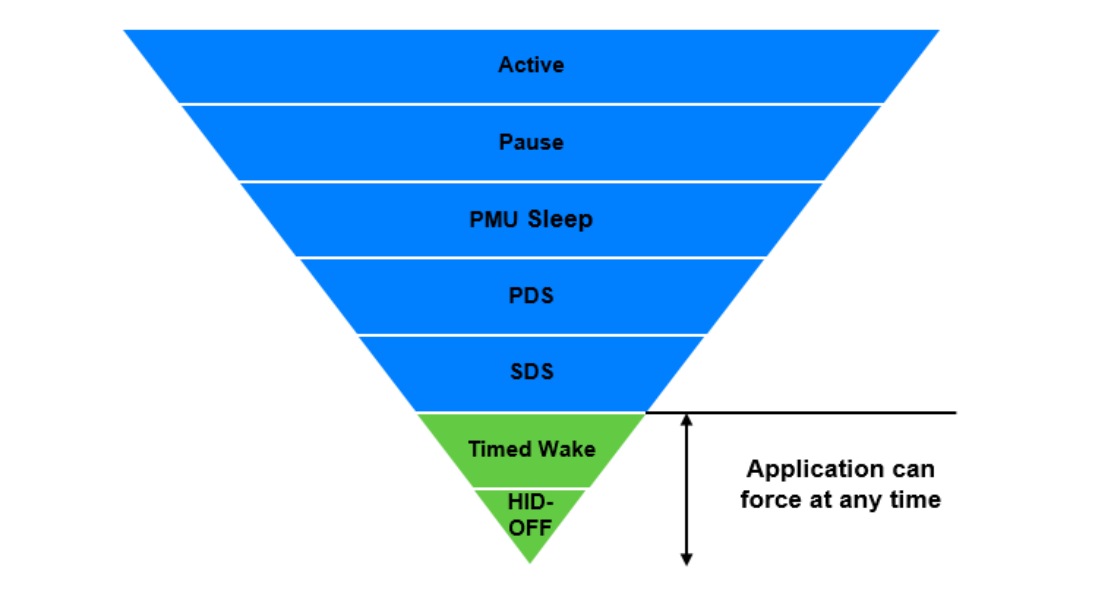 Active
Pause
PMU Sleep
PDS
SDS
Timed Wake
HID-
OFF
Application can
force at any time